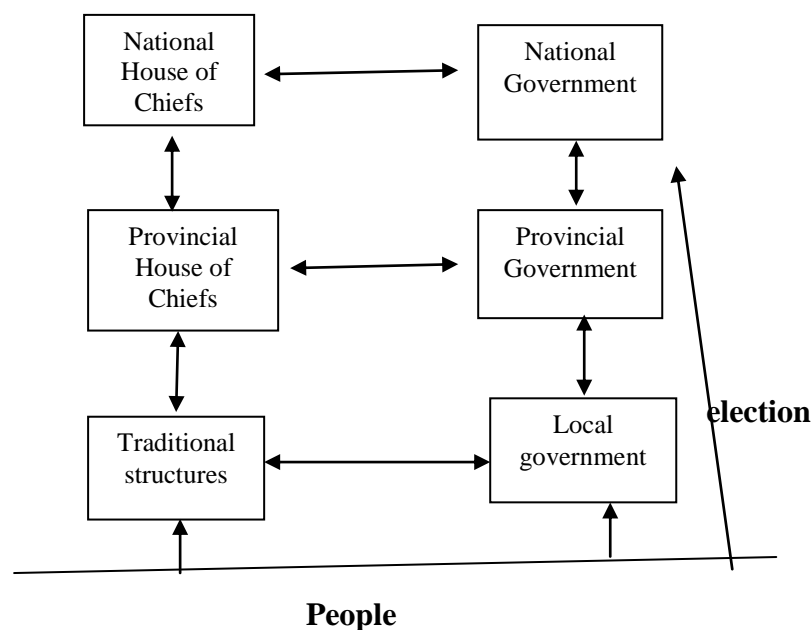 National
House of
Chiefs
National
Government
Provincial
House of
Chiefs
Provincial
Government
election
Traditional
structures
Local
government
People